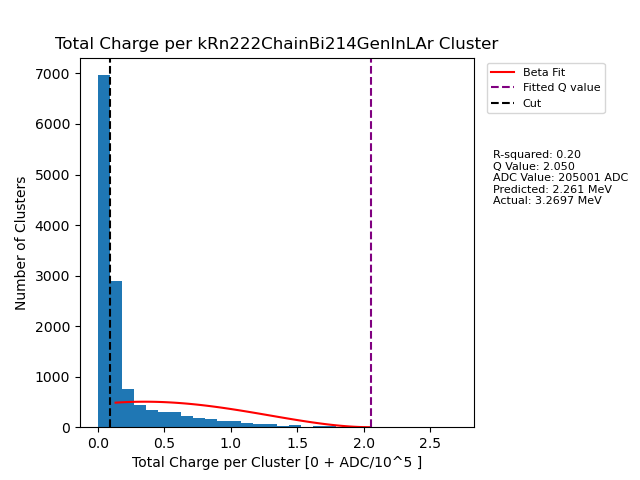 Total Charge per kRn222ChainBi214GenInLAr Cluster
7000
6000
5000
4000
3000
2000
1000
0
Number of Clusters
0.0 0.5 1.0 1.5 2.0 2.5
Total Charge per Cluster [0 + ADC/10^5 ]
Beta Fit
Fitted Q value
Cut
R-squared: 0.20
Q Value: 2.050
ADC Value: 205001 ADC
Predicted: 2.261 MeV
Actual: 3.2697 MeV